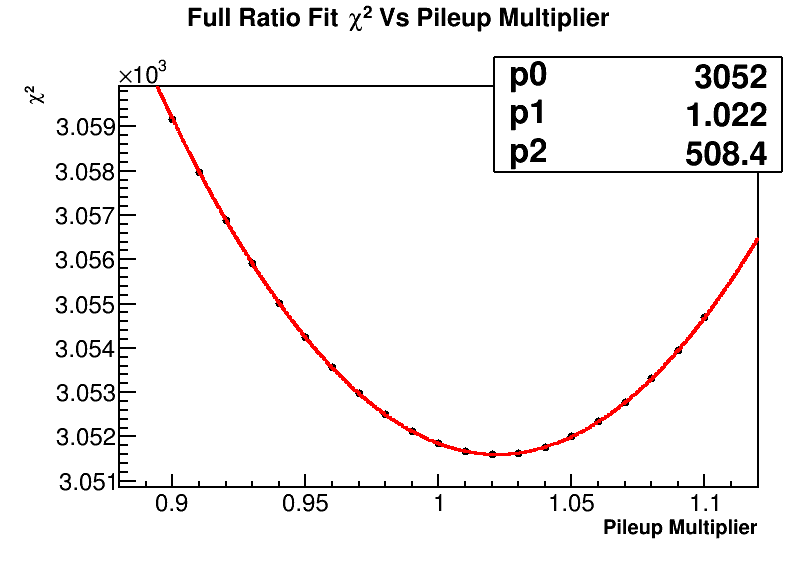 Full Ratio Fit χ² Vs Pileup Multiplier
×10³
χ²
p0 3052
p1 1.022
p2 508.4
3.059
3.058
3.057
3.056
3.055
3.054
3.053
3.052
3.051
0.9 0.95 1 1.05 1.1
Pileup Multiplier